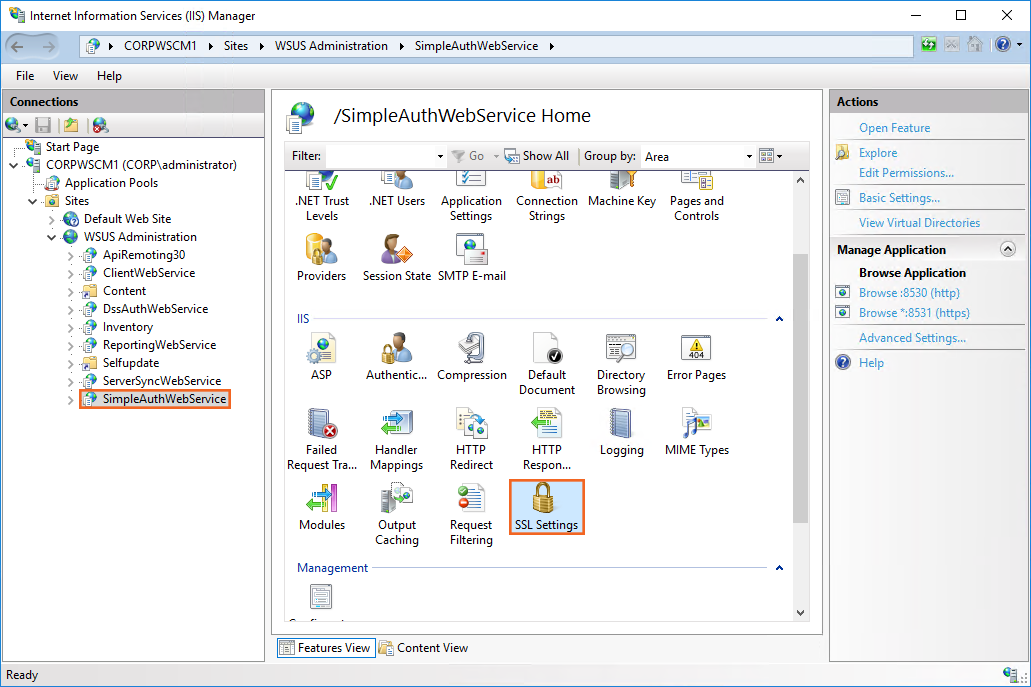 Internet Information Services (IIS) Manager
CORPWSCM1 Sites WSUS Administration SimpleAuthWebService
File View Help
Connections
Start Page
CORPWSCM1 (CORP\administrator)
Application Pools
Sites
Default Web Site
WSUS Administration
ApiRemoting30
ClientWebService
Content
DssAuthWebService
Inventory
ReportingWebService
Selfupdate
ServerSyncWebService
SimpleAuthWebService
/SimpleAuthWebService Home
Filter: Go Show All Group by: Area
.NET Trust Levels
.NET Users
Application Settings
Connection Strings
Machine Key
Pages and Controls
Providers
Session State
SMTP E-mail
IIS
ASP
Authentic...
Compression
Default Document
Directory Browsing
404
Error Pages
Failed Request Tra...
Handler Mappings
HTTP Redirect
HTTP Respon...
Logging
MIME Types
Modules
Output Caching
Request Filtering
SSL Settings
Management
Features View
Content View
Actions
Open Feature
Explore
Edit Permissions...
Basic Settings...
View Virtual Directories
Manage Application
Browse Application
Browse :8530 (http)
Browse *:8531 (https)
Advanced Settings...
Help
Ready